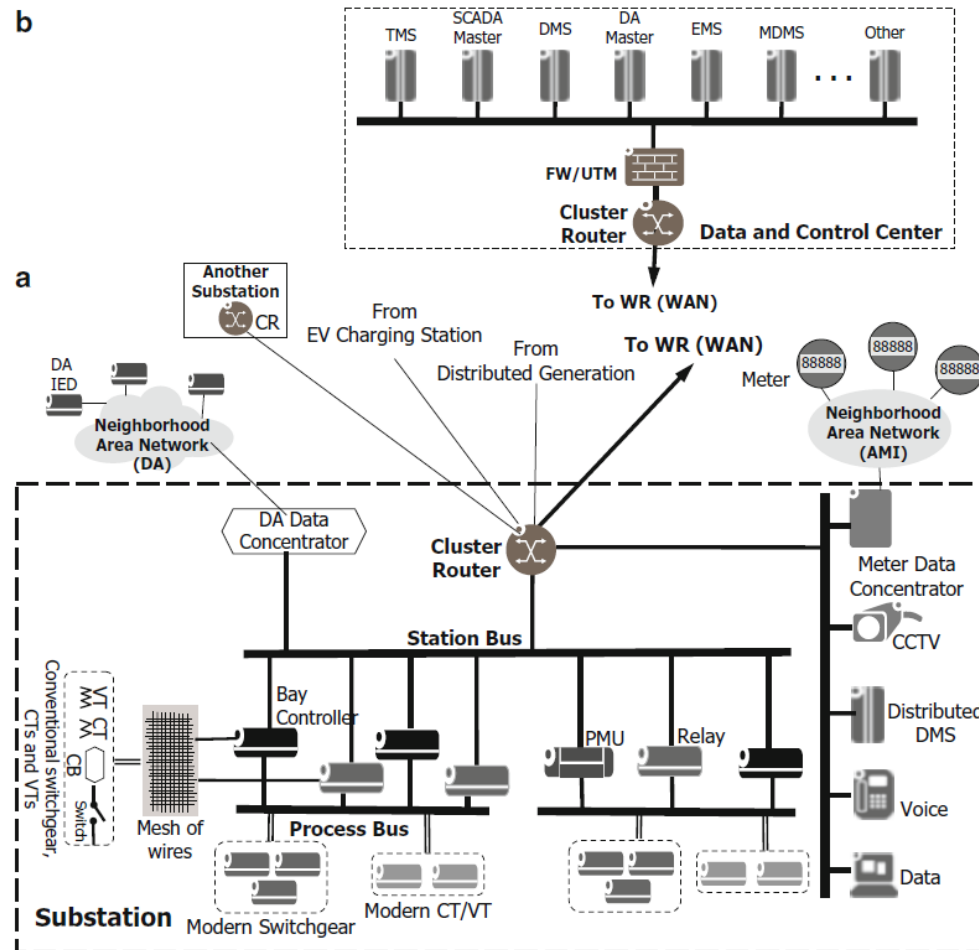 b
TMS
SCADA
Master
DMS
DA
Master
EMS
MDMS
Other
FW/UTM
Cluster
Router
Data and Control Center
To WR (WAN)
a
Another
Substation
CR
From
EV Charging Station
From
Distributed Generation
To WR (WAN)
88888
88888
88888
Meter
DA
IED
Neighborhood
Area Network
(DA)
Neighborhood
Area Network
(AMI)
DA Data
Concentrator
Cluster
Router
Meter Data
Concentrator
CCTV
Distributed
DMS
Voice
Data
Station Bus
Bay
Controller
PMU
Relay
Conventional switchgear,
CTs and VTs
VT
CT
CB
Switch
Mesh of
wires
Process Bus
Modern Switchgear
Modern CT/VT
Substation